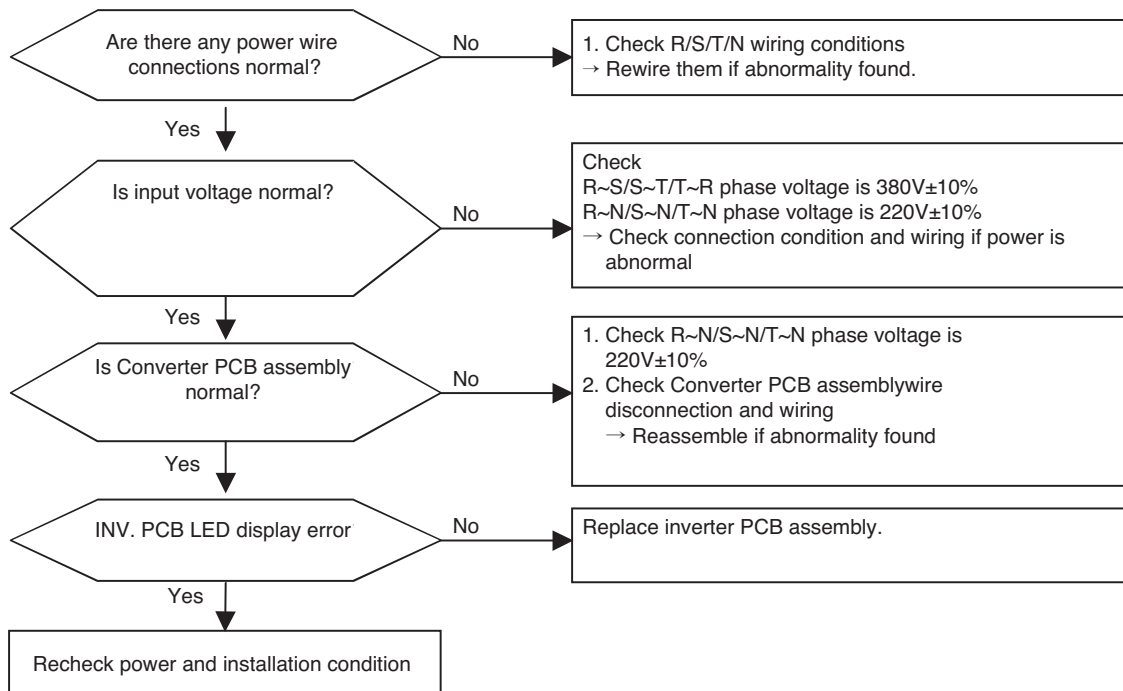 Are there any power wire
connections normal?
No
1. Check R/S/T/N wiring conditions
→ Rewire them if abnormality found.
Yes
Is input voltage normal?
No
Check
R~S/S~T/T~R phase voltage is 380V±10%
R~N/S~N/T~N phase voltage is 220V±10%
→ Check connection condition and wiring if power is
abnormal
Yes
Is Converter PCB assembly
normal?
No
1. Check R~N/S~N/T~N phase voltage is
220V±10%
2. Check Converter PCB assemblywire
disconnection and wiring
→ Reassemble if abnormality found
Yes
INV. PCB LED display error
No
Replace inverter PCB assembly.
Yes
Recheck power and installation condition